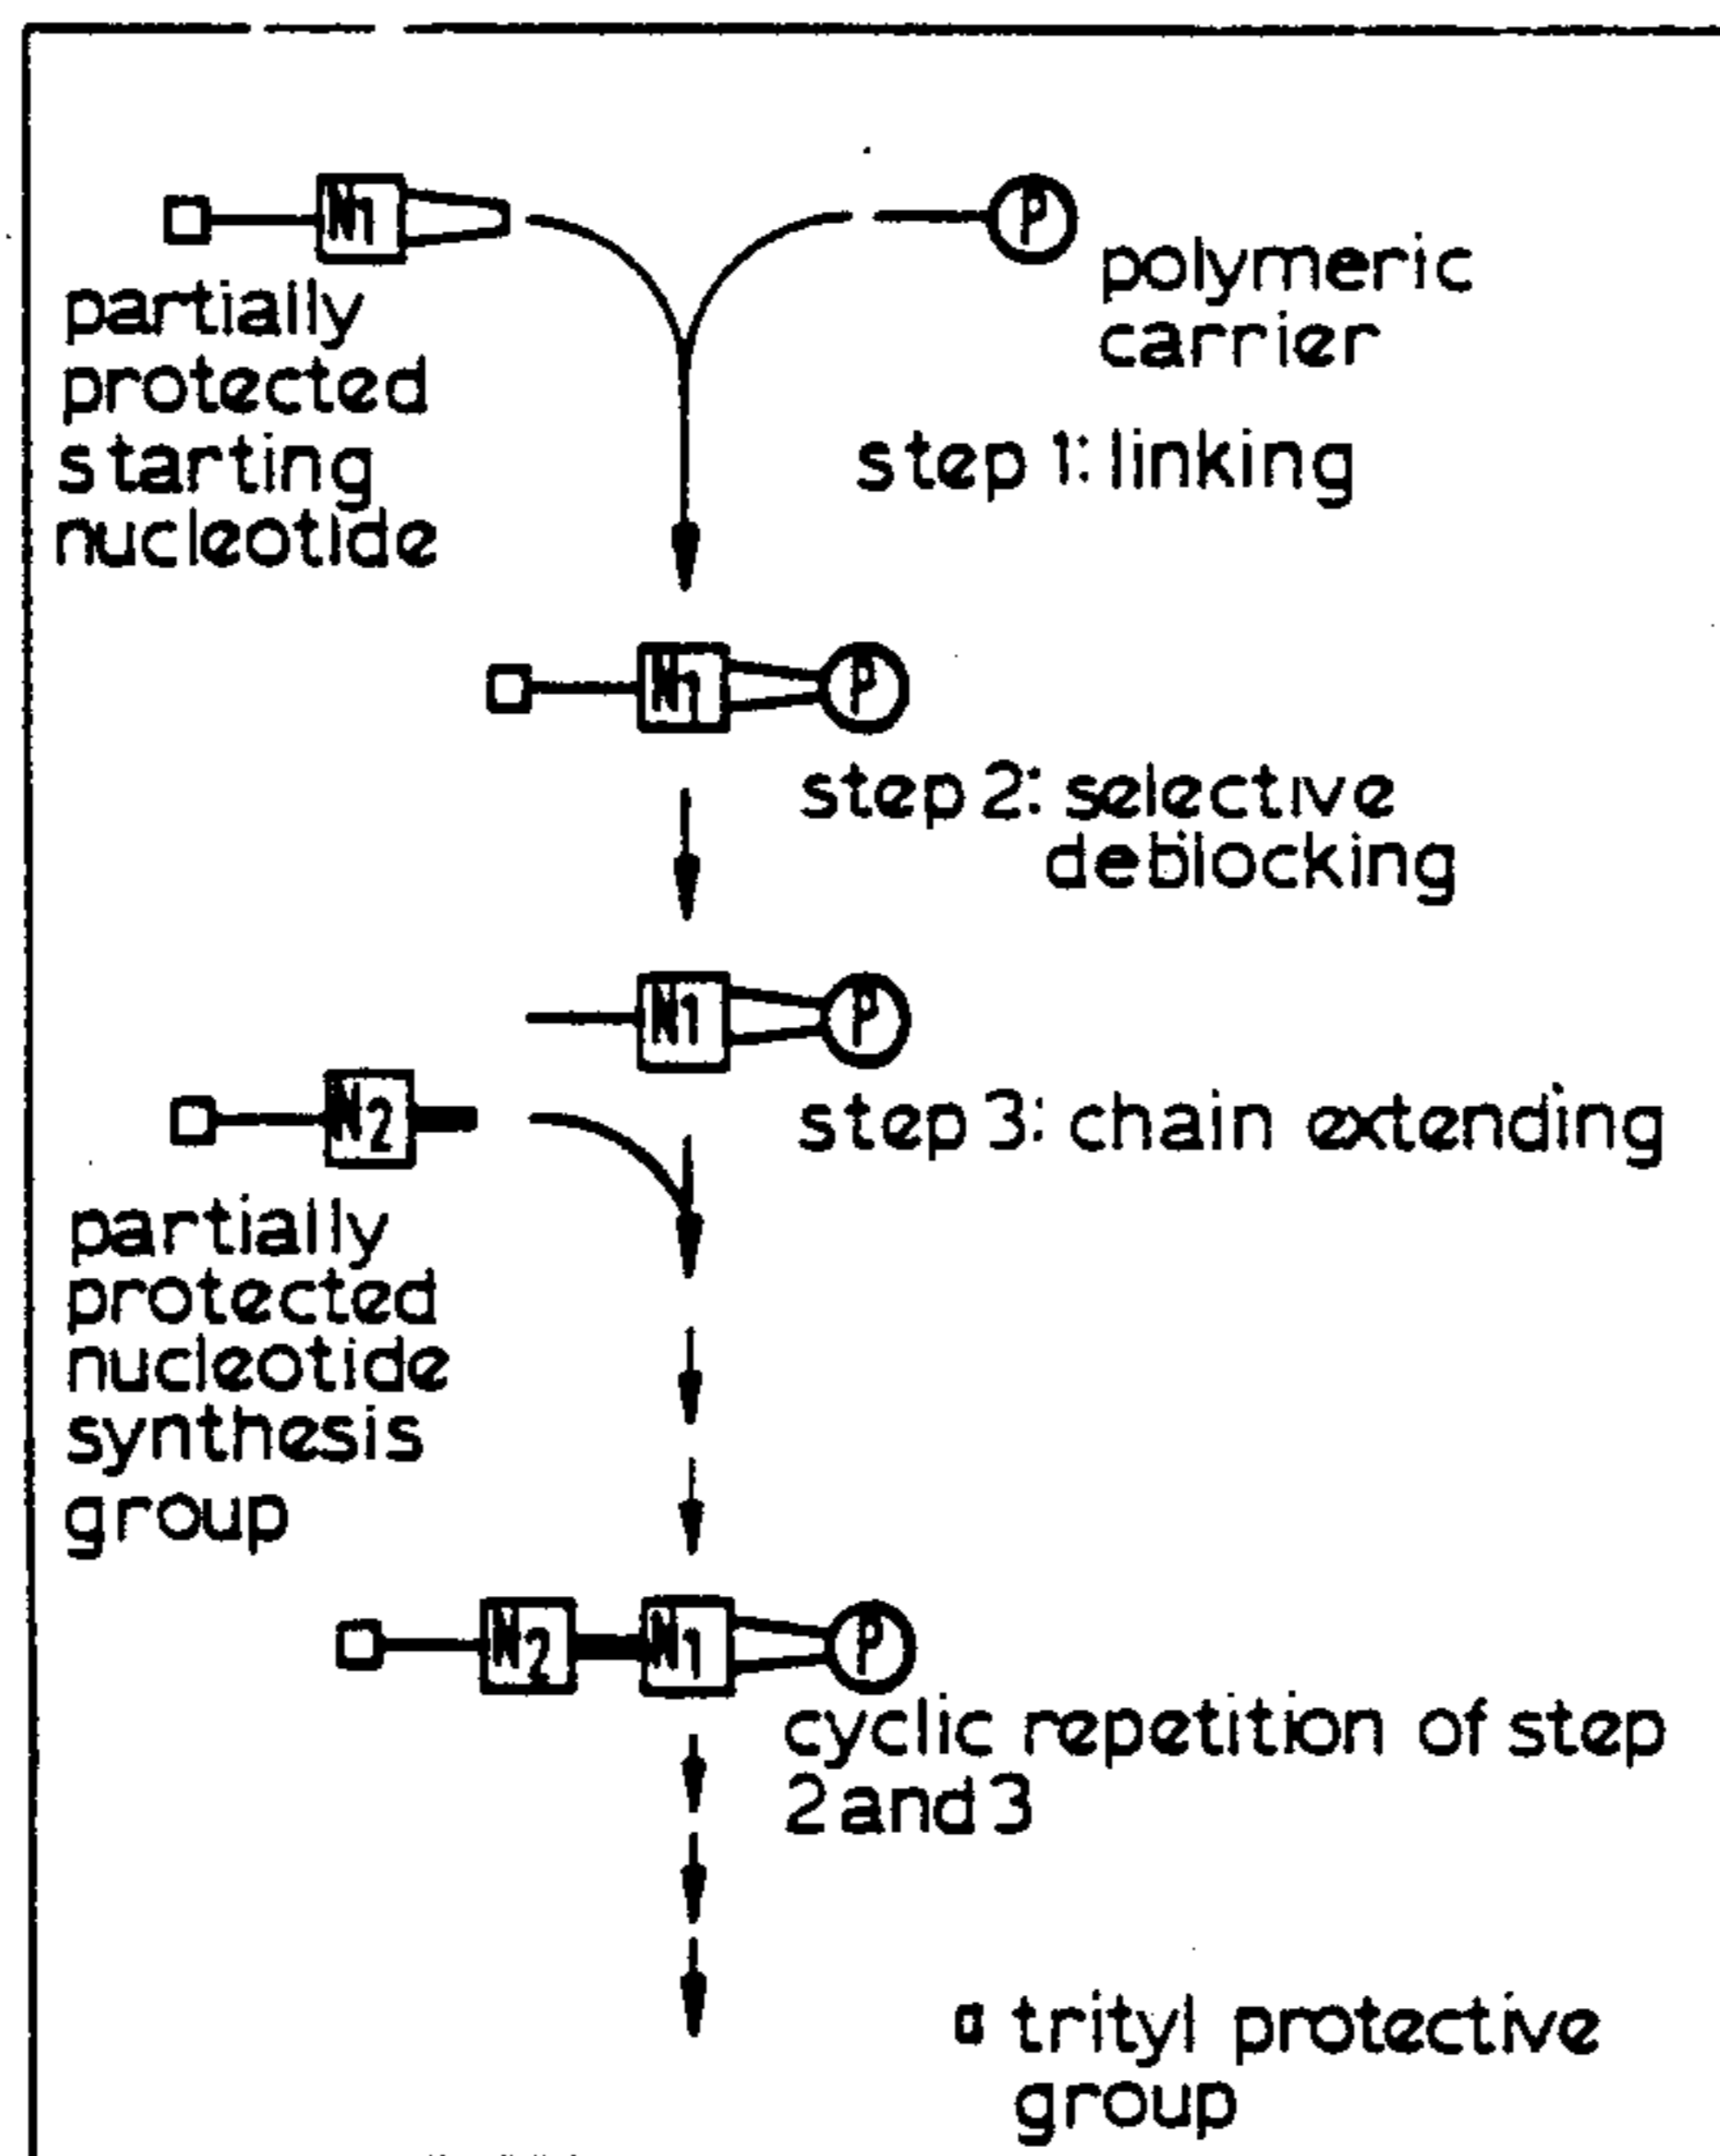 N1
P
polymeric
carrier
partially
protected
starting
nucleotide
step 1: linking
N1
P
step 2: selective
deblocking
N1
P
N2
step 3: chain extending
partially
protected
nucleotide
synthesis
group
N2
N1
P
cyclic repetition of step
2 and 3
trityl protective
group